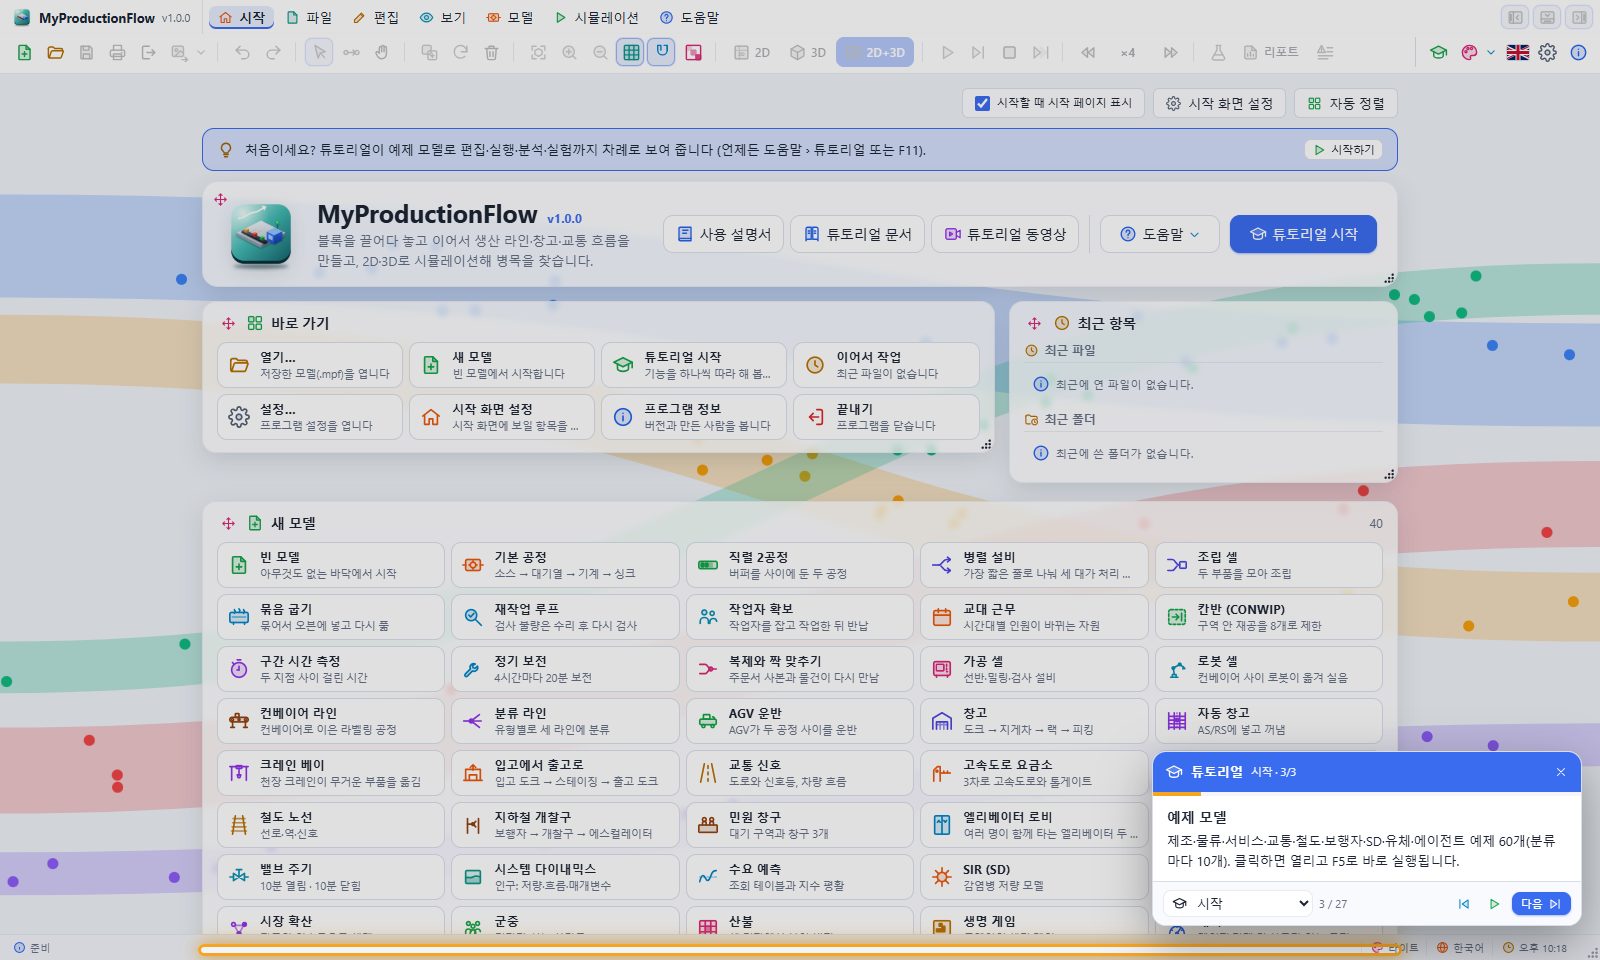 MyProductionFlow v1.0.0 시작 파일 편집 보기 모델 시뮬레이션 도움말
2D 3D 2D+3D ×4 리포트
시작할 때 시작 페이지 표시 시작 화면 설정 자동 정렬
처음이세요? 튜토리얼이 예제 모델로 편집·실행·분석·실험까지 차례로 보여 줍니다 (언제든 도움말 › 튜토리얼 또는 F11). 시작하기
MyProductionFlow v1.0.0
블록을 끌어다 놓고 이어서 생산 라인·창고·교통 흐름을
만들고, 2D·3D로 시뮬레이션해 병목을 찾습니다.
사용 설명서 튜토리얼 문서 튜토리얼 동영상 도움말 튜토리얼 시작
바로 가기
열기...
저장한 모델(.mpf)을 엽니다
새 모델
빈 모델에서 시작합니다
튜토리얼 시작
기능을 하나씩 따라 해 봅...
이어서 작업
최근 파일이 없습니다
설정...
프로그램 설정을 엽니다
시작 화면 설정
시작 화면에 보일 항목을 ...
프로그램 정보
버전과 만든 사람을 봅니다
끝내기
프로그램을 닫습니다
최근 항목
최근 파일
최근에 연 파일이 없습니다.
최근 폴더
최근에 쓴 폴더가 없습니다.
새 모델 40
빈 모델
아무것도 없는 바닥에서 시작
기본 공정
소스 → 대기열 → 기계 → 싱크
직렬 2공정
버퍼를 사이에 둔 두 공정
병렬 설비
가장 짧은 줄로 나눠 세 대가 처리 ...
조립 셀
두 부품을 모아 조립
묶음 굽기
묶어서 오븐에 넣고 다시 풂
재작업 루프
검사 불량은 수리 후 다시 검사
작업자 확보
작업자를 잡고 작업한 뒤 반납
교대 근무
시간대별 인원이 바뀌는 자원
칸반 (CONWIP)
구역 안 재공을 8개로 제한
구간 시간 측정
두 지점 사이 걸린 시간
정기 보전
4시간마다 20분 보전
복제와 짝 맞추기
주문서 사본과 물건이 다시 만남
가공 셀
선반·밀링·검사 설비
로봇 셀
컨베이어 사이 로봇이 옮겨 실음
컨베이어 라인
컨베이어로 이은 라벨링 공정
분류 라인
유형별로 세 라인에 분류
AGV 운반
AGV가 두 공정 사이를 운반
창고
도크 → 지게차 → 랙 → 피킹
자동 창고
AS/RS에 넣고 꺼냄
크레인 베이
천장 크레인이 무거운 부품을 옮김
입고에서 출고로
입고 도크 → 스테이징 → 출고 도크
교통 신호
도로와 신호등, 차량 흐름
고속도로 요금소
3차로 고속도로와 톨게이트
철도 노선
선로·역·신호
지하철 개찰구
보행자 → 개찰구 → 에스컬레이터
민원 창구
대기 구역과 창구 3개
엘리베이터 로비
여러 명이 함께 타는 엘리베이터 두 ...
밸브 주기
10분 열림 · 10분 닫힘
시스템 다이내믹스
인구: 저량·흐름·매개변수
수요 예측
조회 테이블과 지수 평활
SIR (SD)
감염병 저량 모델
시장 확산
군중
산불
생명 게임
튜토리얼 시작 · 3/3
예제 모델
제조·물류·서비스·교통·철도·보행자·SD·유체·에이전트 예제 60개(분류
마다 10개). 클릭하면 열리고 F5로 바로 실행됩니다.
시작 3 / 27 다음
준비 라이트 한국어 오후 10:18